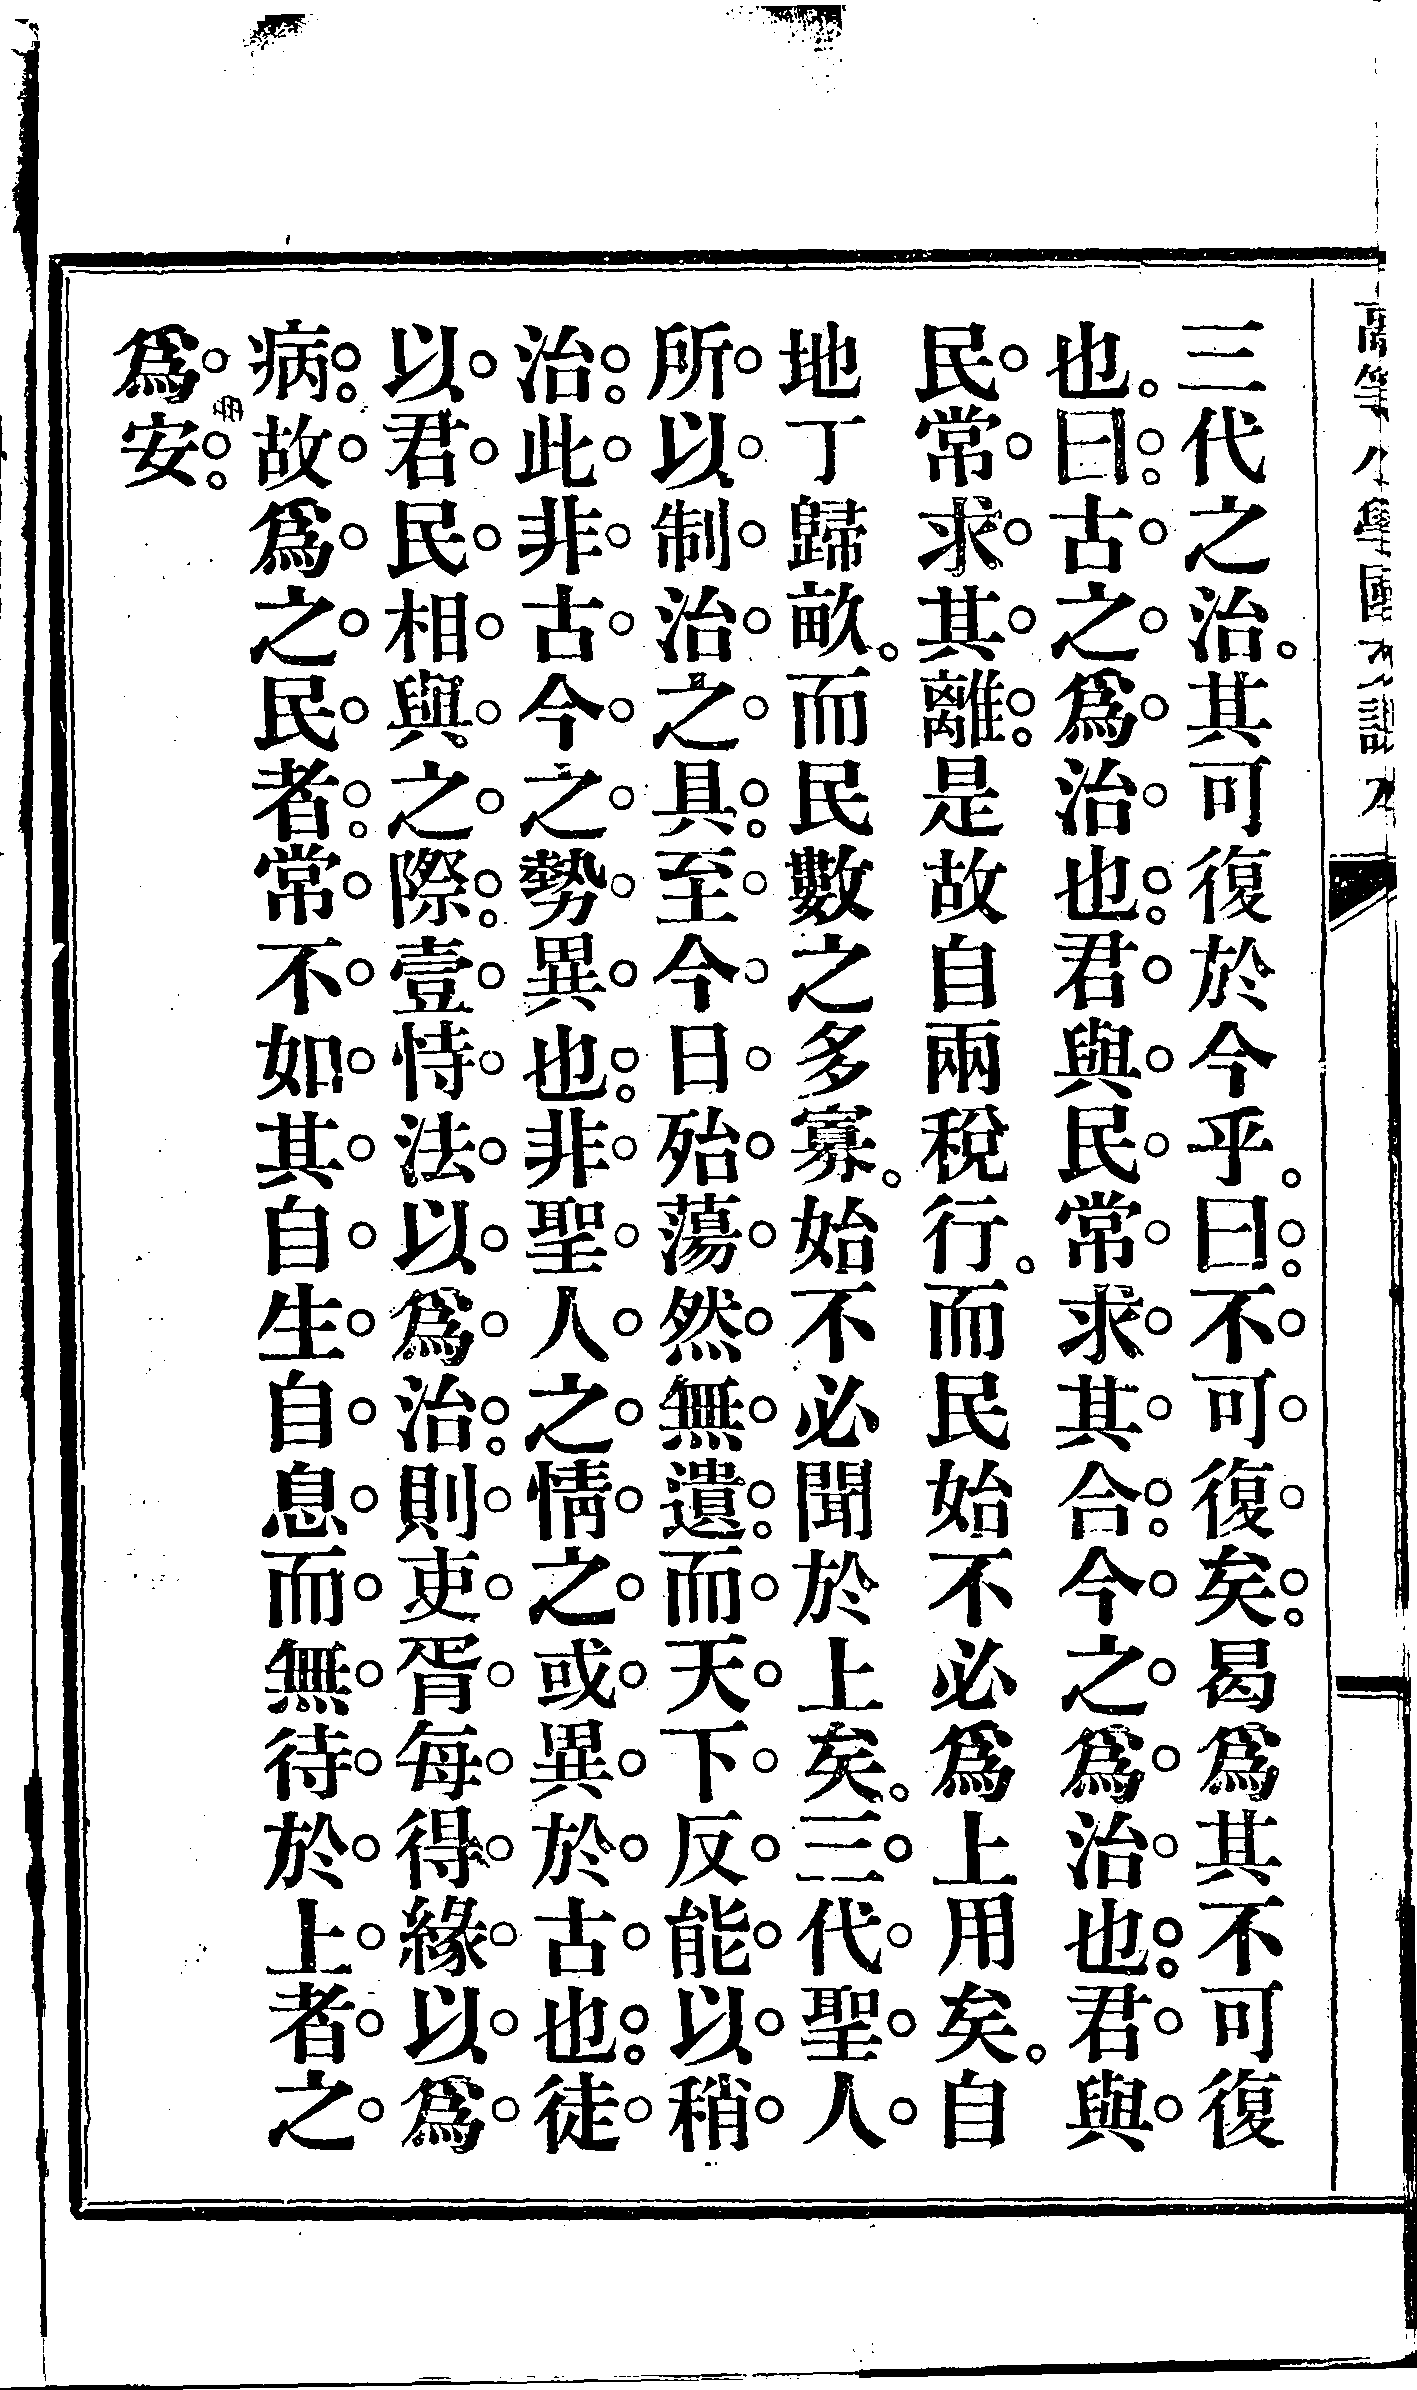 高等小學國文讀本
三代之治。其可復於今乎。曰。不可復矣。曷爲其不可復
也。曰。古之爲治也。君與民常求其合。今之爲治也。君與
民常求其離。是故自兩稅行。而民始不必爲上用矣。自
地丁歸畝。而民數之多寡。始不必聞於上矣。三代聖人
所以制治之具。至今日殆蕩然無遺。而天下反能以稍
治。此非古今之勢異也。非聖人之情之或異於古也。徒
以君民相與之際。壹恃法以爲治。則吏胥每得緣以爲
病。故爲之民者。常不如其自生自息而無待於上者之
爲安。